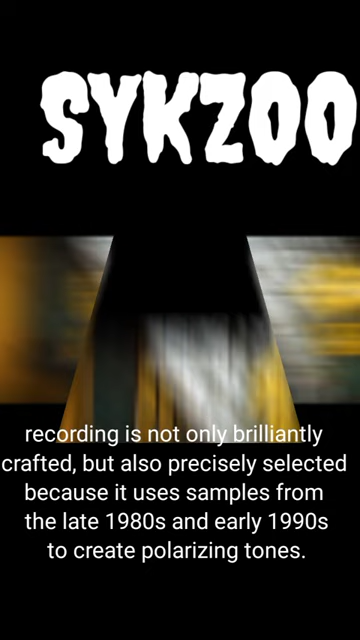 SYKZOO
recording is not only brilliantly
crafted, but also precisely selected
because it uses samples from
the late 1980s and early 1990s
to create polarizing tones.